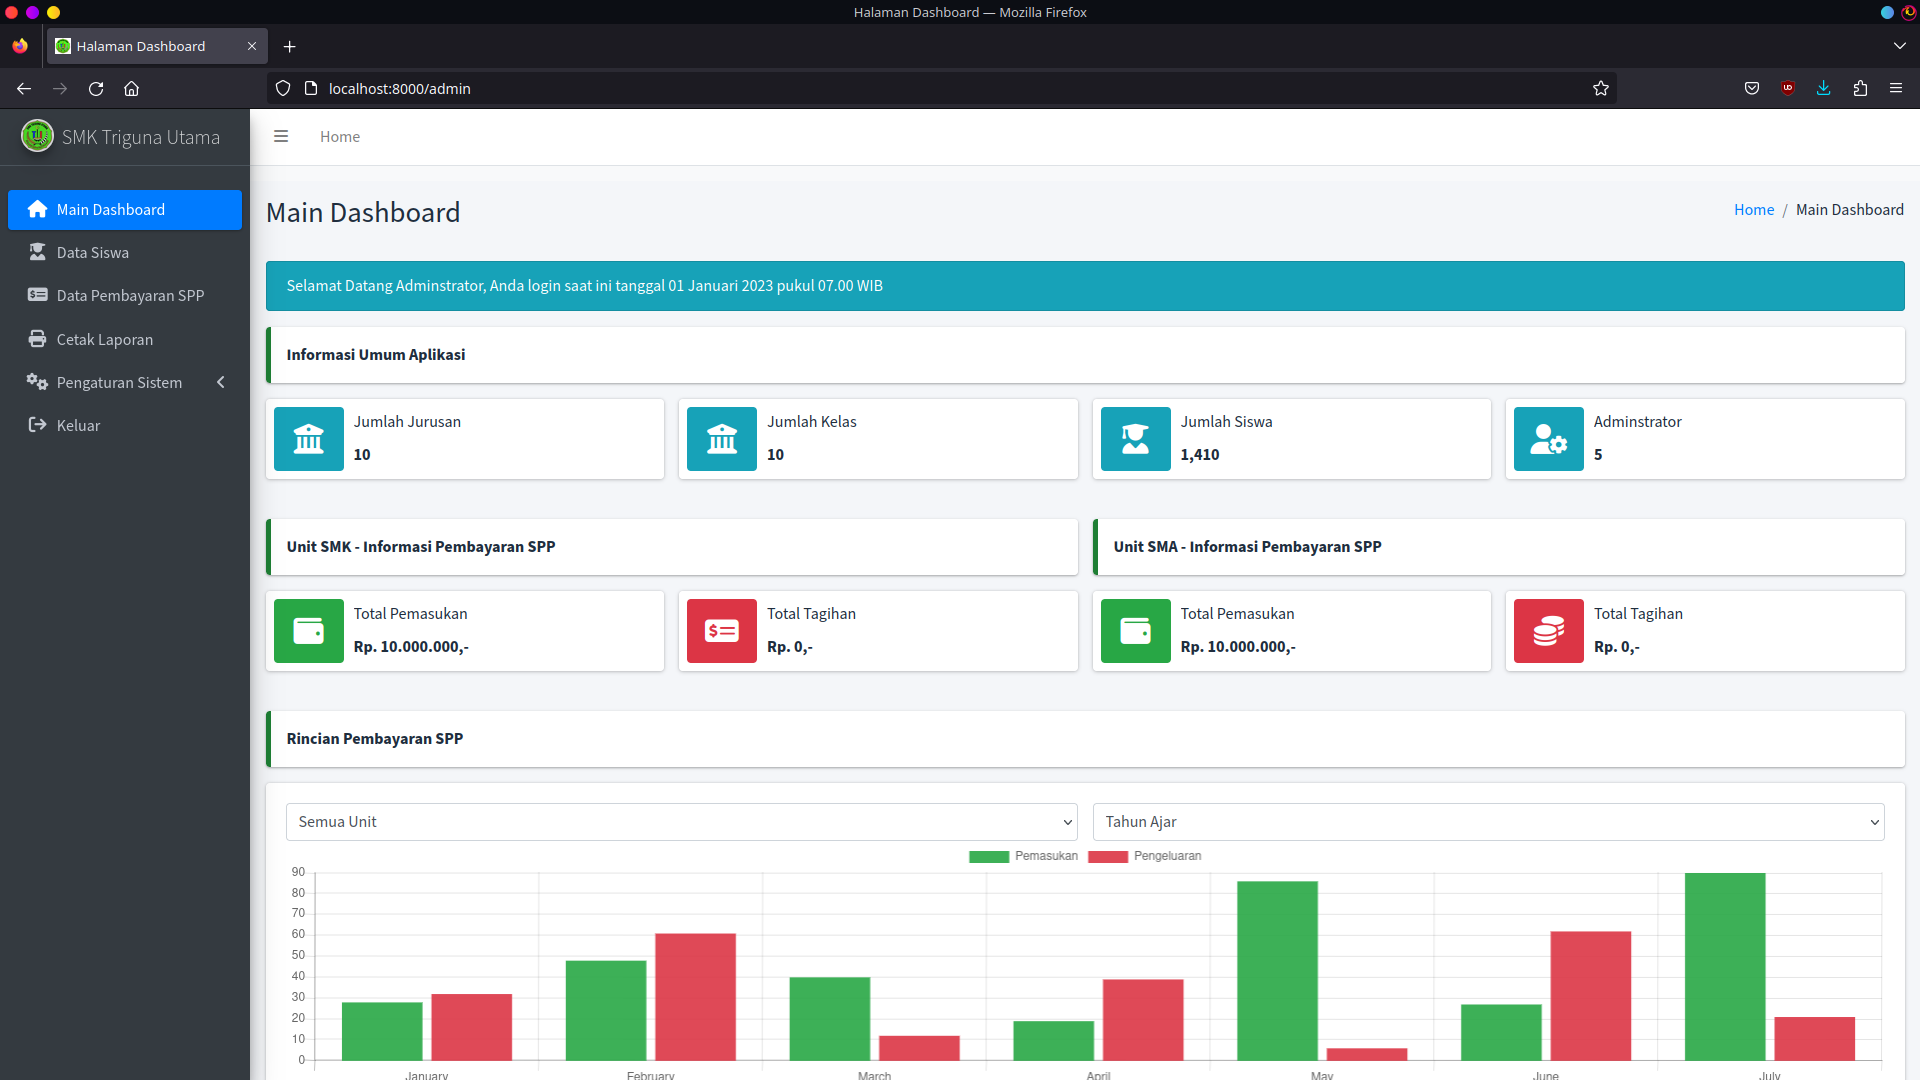 Halaman Dashboard — Mozilla Firefox
Halaman Dashboard
localhost:8000/admin
SMK Triguna Utama
Home
Main Dashboard
Data Siswa
Data Pembayaran SPP
Cetak Laporan
Pengaturan Sistem
Keluar
Main Dashboard
Home / Main Dashboard
Selamat Datang Adminstrator, Anda login saat ini tanggal 01 Januari 2023 pukul 07.00 WIB
Informasi Umum Aplikasi
Jumlah Jurusan
10
Jumlah Kelas
10
Jumlah Siswa
1,410
Adminstrator
5
Unit SMK - Informasi Pembayaran SPP
Unit SMA - Informasi Pembayaran SPP
Total Pemasukan
Rp. 10.000.000,-
Total Tagihan
Rp. 0,-
Total Pemasukan
Rp. 10.000.000,-
Total Tagihan
Rp. 0,-
Rincian Pembayaran SPP
Semua Unit
Tahun Ajar
Pemasukan Pengeluaran
90
80
70
60
50
40
30
20
10
0
January February March April May June July